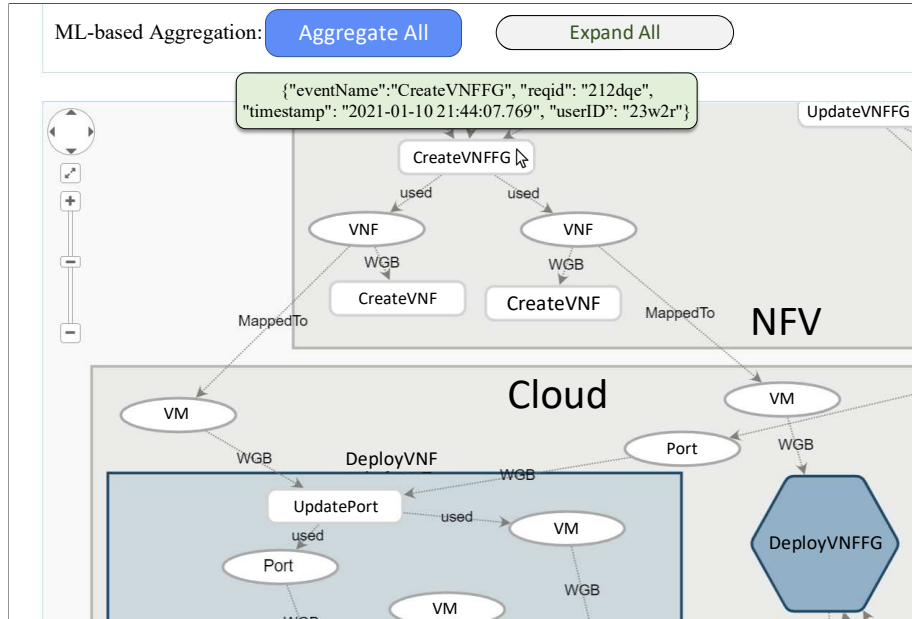 ML-based Aggregation:
Aggregate All
Expand All
{"eventName":"CreateVNFFG", "reqid": "212dqe",
"timestamp": "2021-01-10 21:44:07.769", "userID”: “23w2r"}
UpdateVNFFG
CreateVNFFG
used
used
VNF
VNF
WGB
WGB
CreateVNF
CreateVNF
MappedTo
MappedTo
NFV
Cloud
VM
VM
Port
WGB
WGB
DeployVNF
WGB
UpdatePort
used
VM
used
DeployVNFFG
Port
WGB
VM
WGB